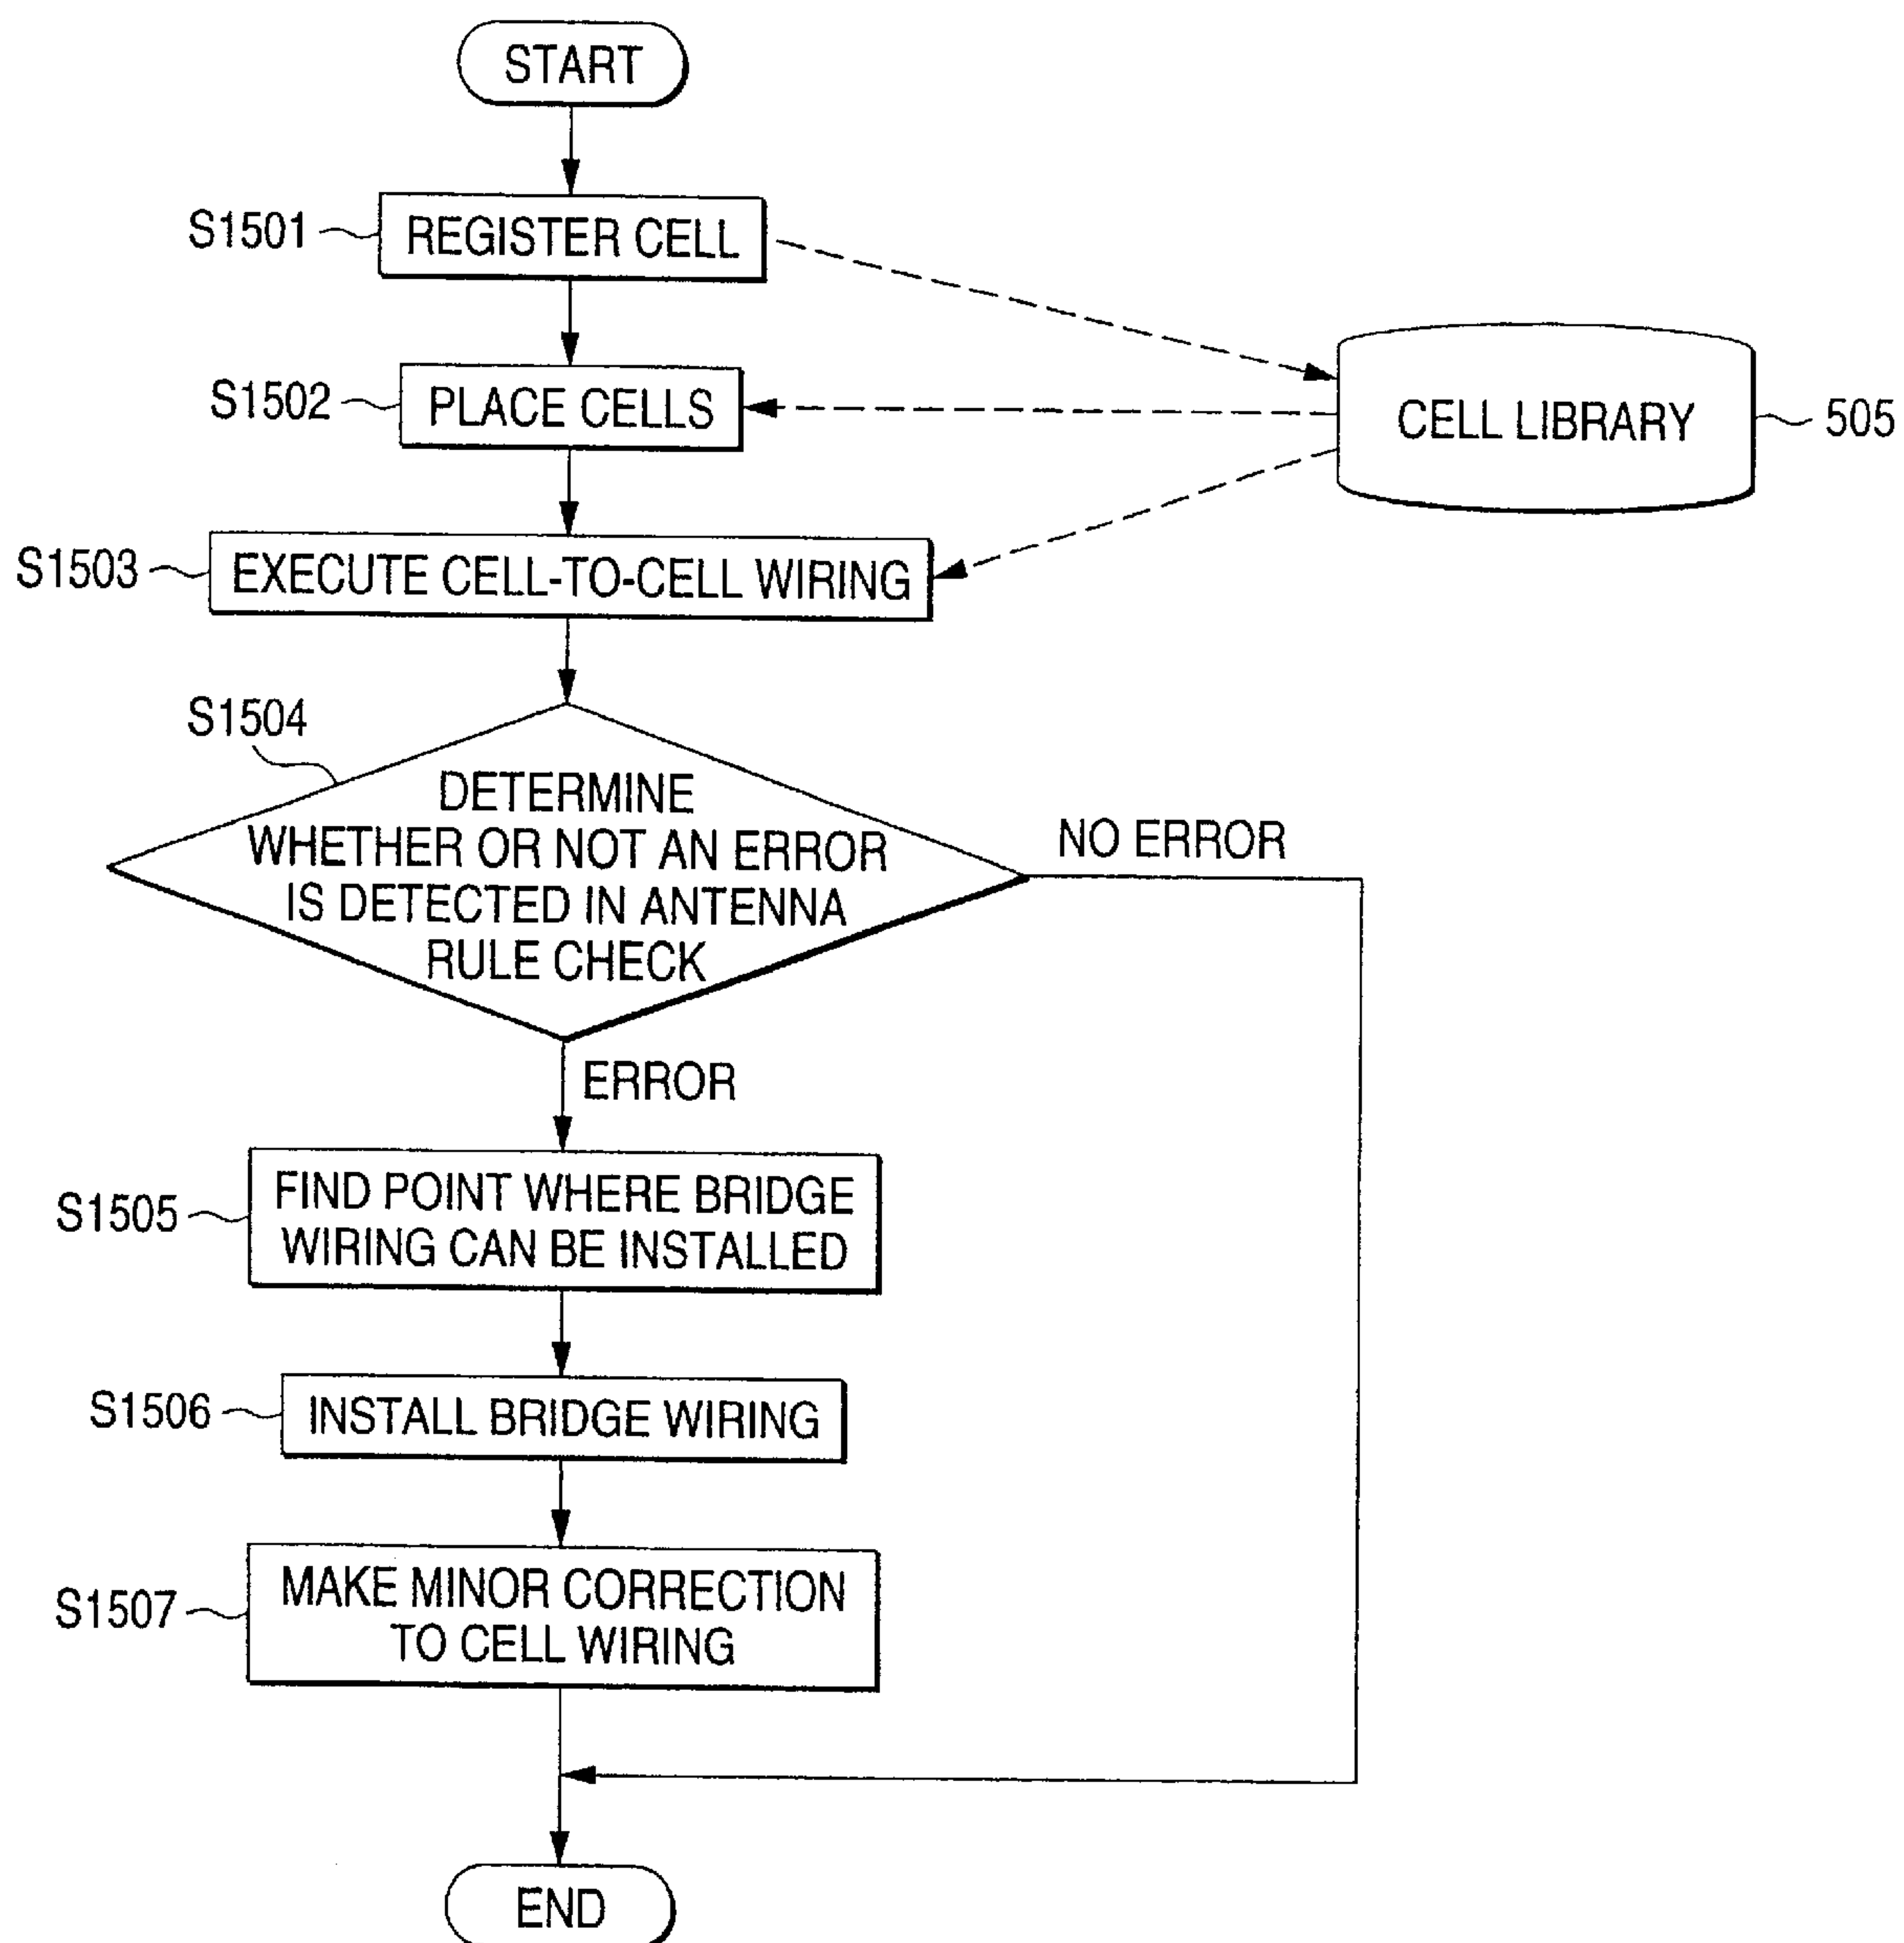 START
S1501
REGISTER CELL
S1502
PLACE CELLS
CELL LIBRARY
505
S1503
EXECUTE CELL-TO-CELL WIRING
S1504
DETERMINE
WHETHER OR NOT AN ERROR
IS DETECTED IN ANTENNA
RULE CHECK
NO ERROR
ERROR
S1505
FIND POINT WHERE BRIDGE
WIRING CAN BE INSTALLED
S1506
INSTALL BRIDGE WIRING
S1507
MAKE MINOR CORRECTION
TO CELL WIRING
END